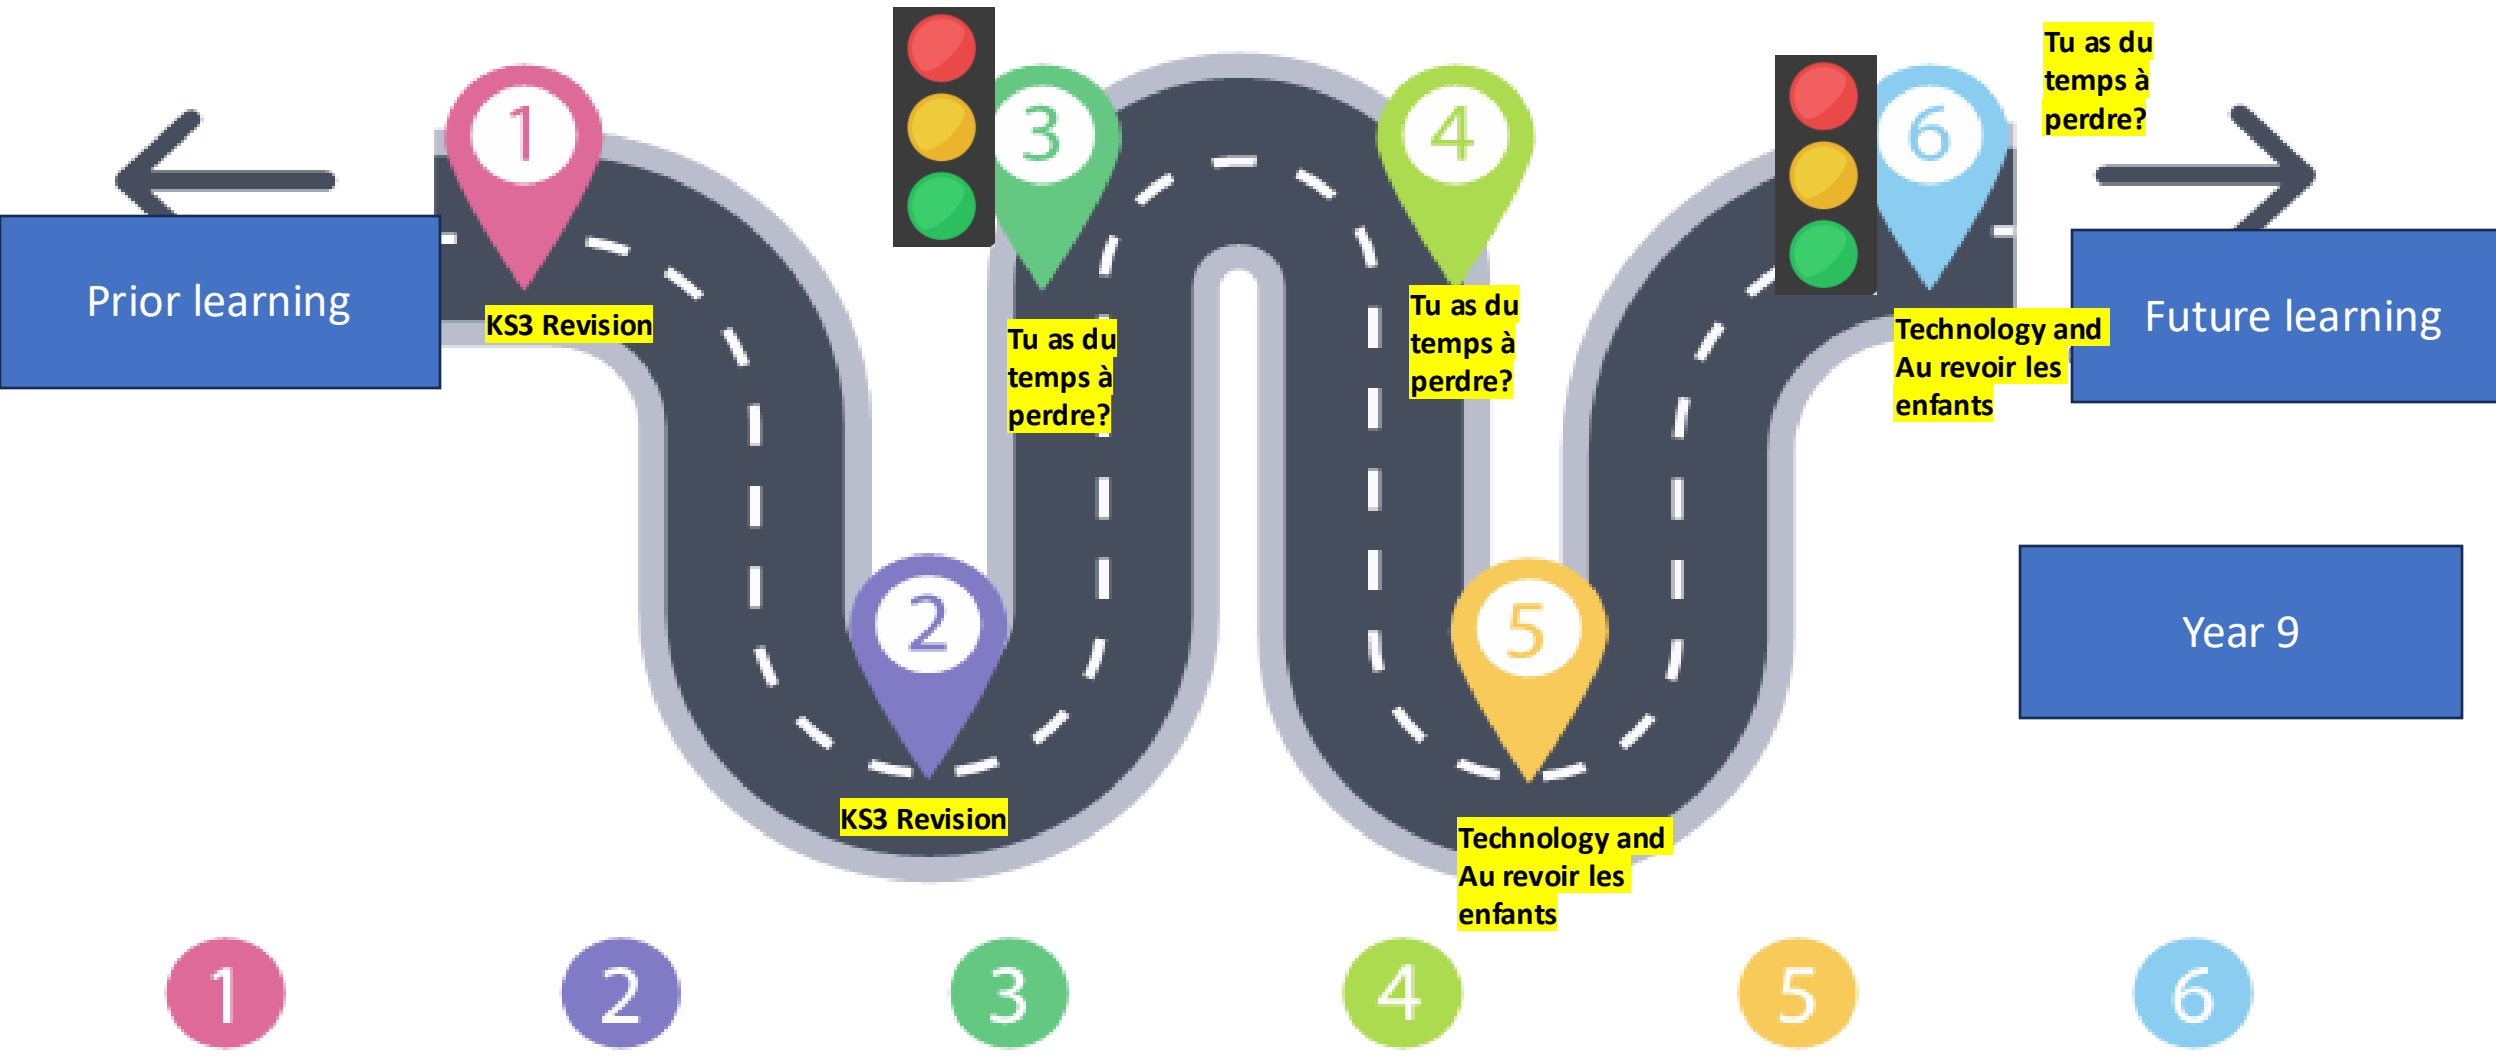 1
3
4
6
Tu as du
temps à
perdre?
Prior learning
KS3 Revision
Tu as du
temps à
perdre?
Tu as du
temps à
perdre?
Technology and
Au revoir les
enfants
Future learning
2
5
Year 9
KS3 Revision
Technology and
Au revoir les
enfants
1
2
3
4
5
6